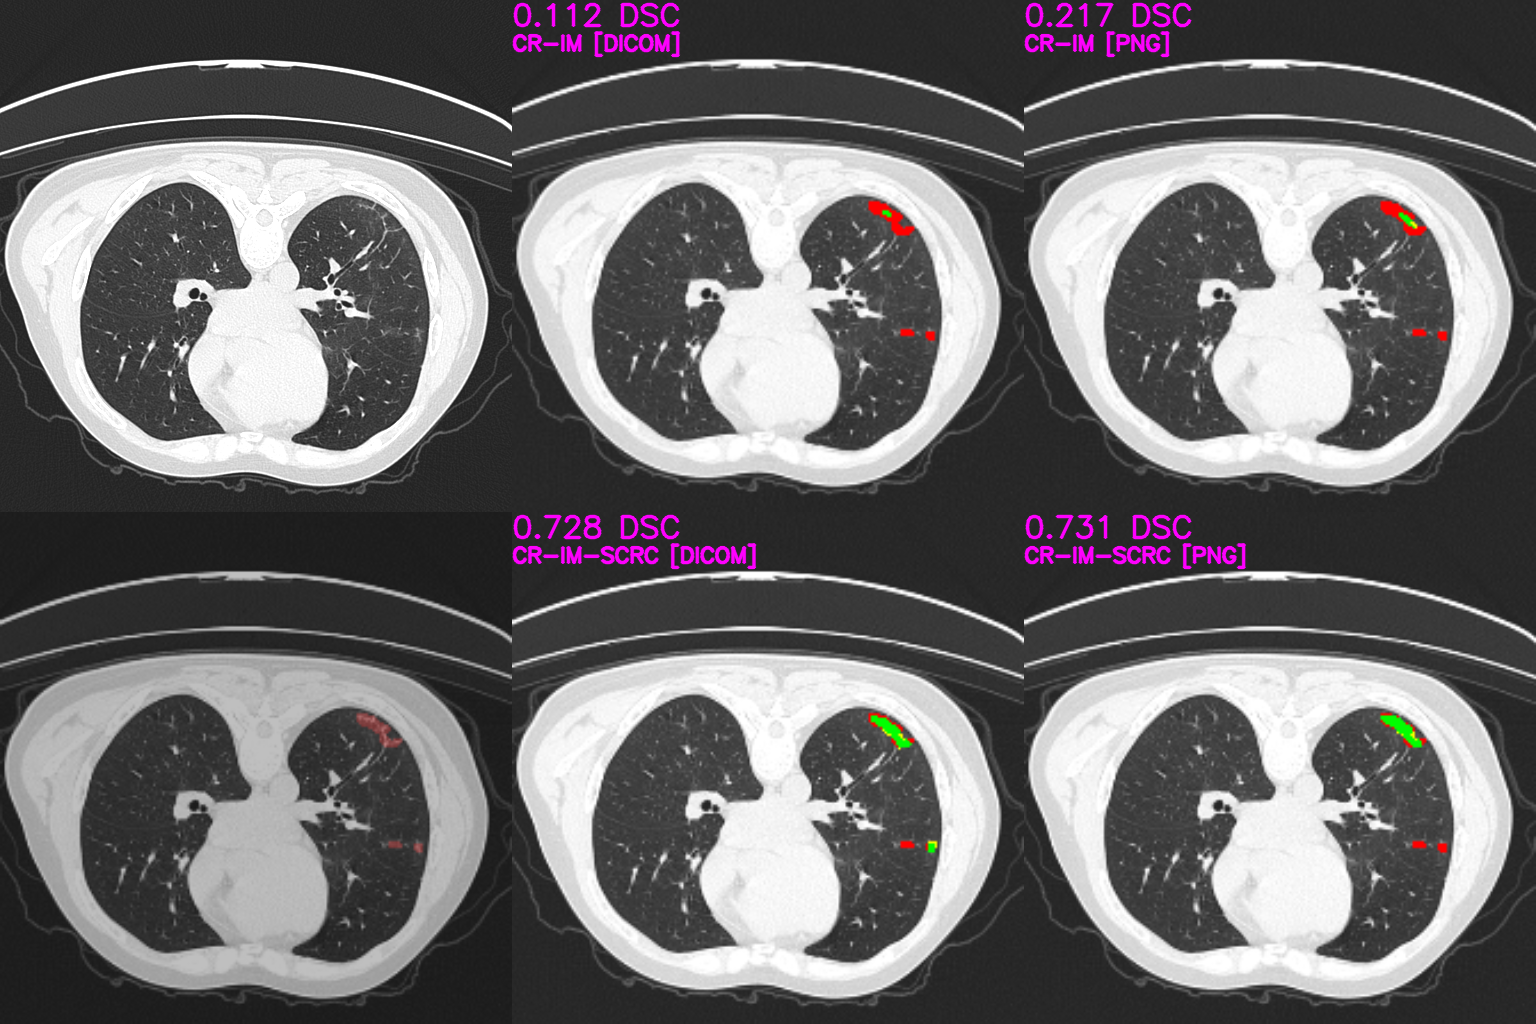 0.112 DSC
CR-IM [DICOM]
0.217 DSC
CR-IM [PNG]
0.728 DSC
CR-IM-SCRC [DICOM]
0.731 DSC
CR-IM-SCRC [PNG]